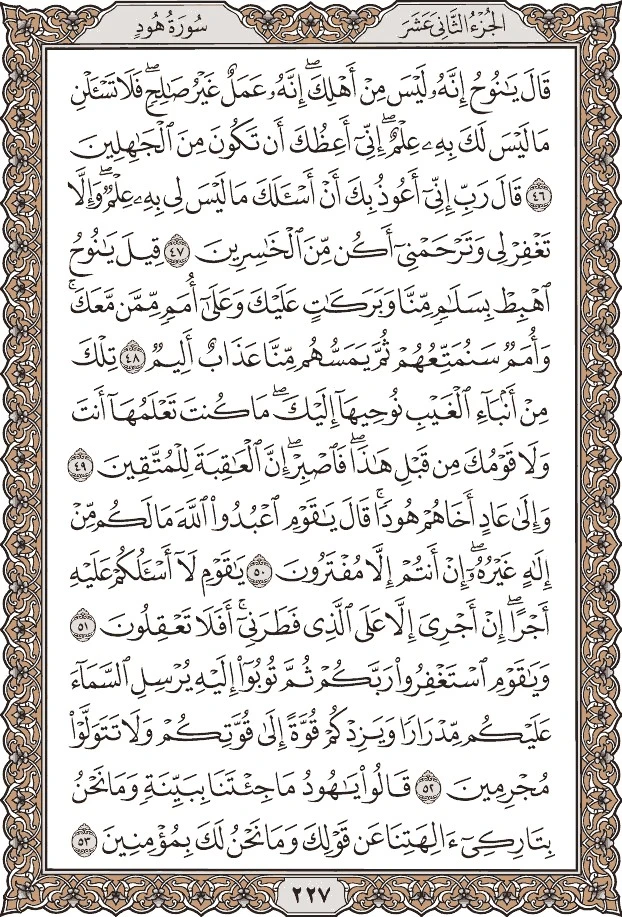 الجُزْءُ الثَّانِي عَشَرَ
سُورَةُ هُودٍ
قَالَ يَـٰنُوحُ إِنَّهُۥ لَيْسَ مِنْ أَهْلِكَ ۖ إِنَّهُۥ عَمَلٌ غَيْرُ صَـٰلِحٍ ۖ فَلَا تَسْـَٔلْنِ
مَا لَيْسَ لَكَ بِهِۦ عِلْمٌ ۖ إِنِّىٓ أَعِظُكَ أَن تَكُونَ مِنَ ٱلْجَـٰهِلِينَ
٤٦ قَالَ رَبِّ إِنِّىٓ أَعُوذُ بِكَ أَنْ أَسْـَٔلَكَ مَا لَيْسَ لِى بِهِۦ عِلْمٌ ۖ وَإِلَّا
تَغْفِرْ لِى وَتَرْحَمْنِىٓ أَكُن مِّنَ ٱلْخَـٰسِرِينَ ٤٧ قِيلَ يَـٰنُوحُ
ٱهْبِطْ بِسَلَـٰمٍ مِّنَّا وَبَرَكَـٰتٍ عَلَيْكَ وَعَلَىٰٓ أُمَمٍ مِّمَّن مَّعَكَ ۚ
وَأُمَمٌ سَنُمَتِّعُهُمْ ثُمَّ يَمَسُّهُم مِّنَّا عَذَابٌ أَلِيمٌ ٤٨ تِلْكَ
مِنْ أَنۢبَآءِ ٱلْغَيْبِ نُوحِيهَآ إِلَيْكَ ۖ مَا كُنتَ تَعْلَمُهَآ أَنتَ
وَلَا قَوْمُكَ مِن قَبْلِ هَـٰذَا ۖ فَٱصْبِرْ ۖ إِنَّ ٱلْعَـٰقِبَةَ لِلْمُتَّقِينَ ٤٩
وَإِلَىٰ عَادٍ أَخَاهُمْ هُودًا ۚ قَالَ يَـٰقَوْمِ ٱعْبُدُوا۟ ٱللَّهَ مَا لَكُم مِّنْ
إِلَـٰهٍ غَيْرُهُۥٓ ۖ إِنْ أَنتُمْ إِلَّا مُفْتَرُونَ ٥٠ يَـٰقَوْمِ لَآ أَسْـَٔلُكُمْ عَلَيْهِ
أَجْرًا ۖ إِنْ أَجْرِىَ إِلَّا عَلَى ٱلَّذِى فَطَرَنِىٓ ۚ أَفَلَا تَعْقِلُونَ ٥١
وَيَـٰقَوْمِ ٱسْتَغْفِرُوا۟ رَبَّكُمْ ثُمَّ تُوبُوٓا۟ إِلَيْهِ يُرْسِلِ ٱلسَّمَآءَ
عَلَيْكُم مِّدْرَارًا وَيَزِدْكُمْ قُوَّةً إِلَىٰ قُوَّتِكُمْ وَلَا تَتَوَلَّوْا۟
مُجْرِمِينَ ٥٢ قَالُوا۟ يَـٰهُودُ مَا جِئْتَنَا بِبَيِّنَةٍ وَمَا نَحْنُ
بِتَارِكِىٓ ءَالِهَتِنَا عَن قَوْلِكَ وَمَا نَحْنُ لَكَ بِمُؤْمِنِينَ ٥٣
٢٢٧